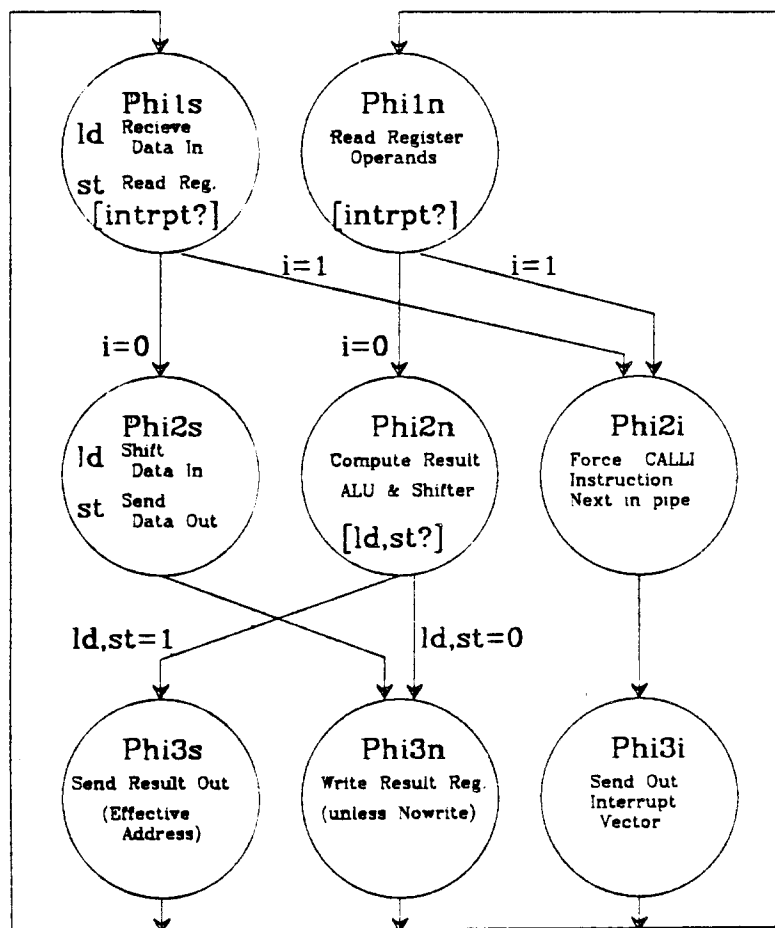 Phi1s
ld Recieve
Data In
st Read Reg.
[intrpt?]
Phi1n
Read Register
Operands
[intrpt?]
i=1
i=1
i=0
i=0
Phi2s
ld Shift
Data In
st Send
Data Out
Phi2n
Compute Result
ALU & Shifter
[ld,st?]
Phi2i
Force CALLI
Instruction
Next in pipe
ld,st=1
ld,st=0
Phi3s
Send Result Out
(Effective
Address)
Phi3n
Write Result Reg.
(unless Nowrite)
Phi3i
Send Out
Interrupt
Vector